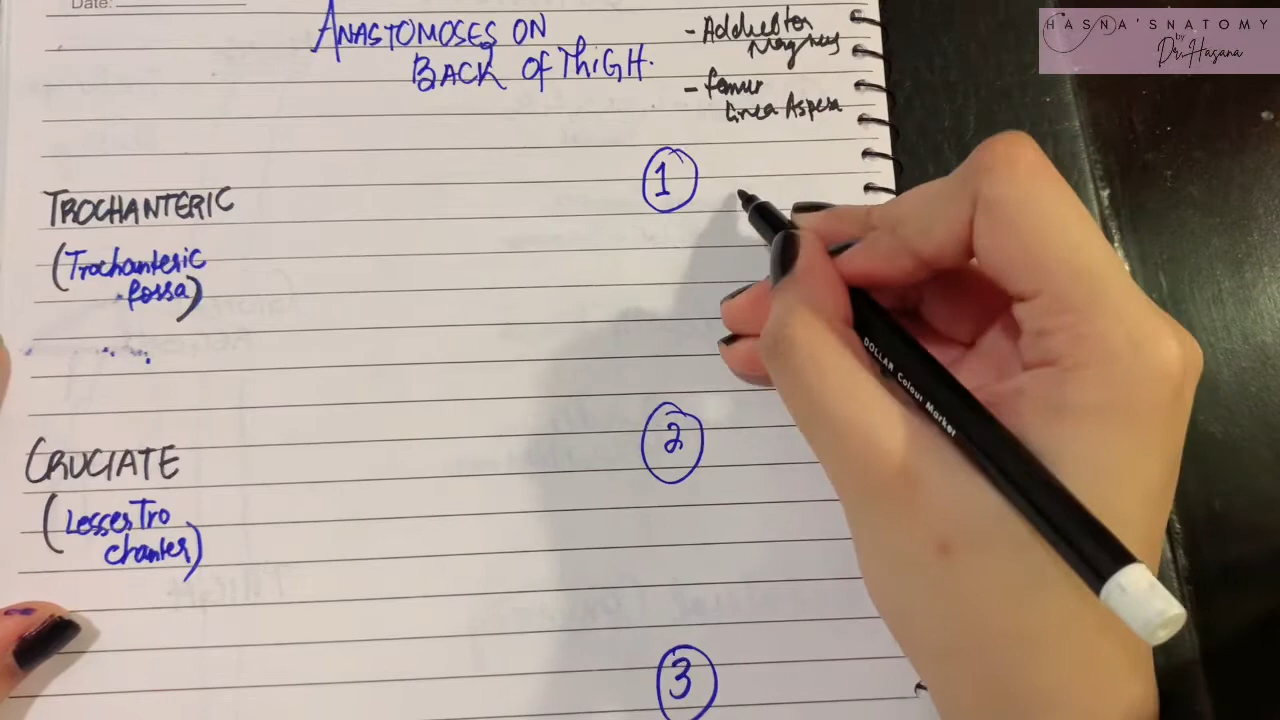 Date:
ANASTOMOSES ON
BACK Of THiGH.
- Adductor
Magnus
- femur
linea Aspera
HASNA'SNATOMY
by
Dr. Hasana
1
TROCHANTERIC
(Trochanteric
fossa)
2
CRUCIATE
(Lesser Tro
chanter)
3
DOLLAR Colour Marker